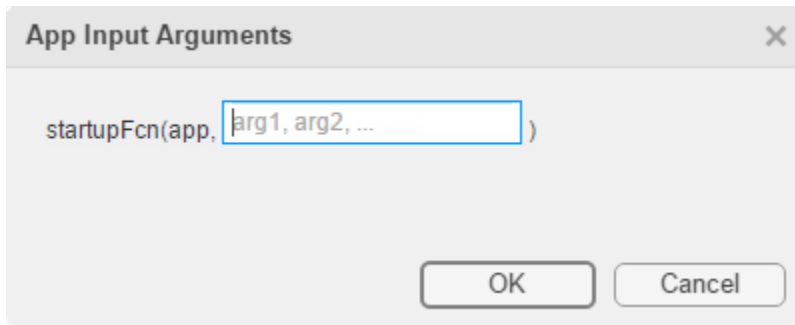 App Input Arguments
startupFcn(app, arg1, arg2, ... )
OK Cancel